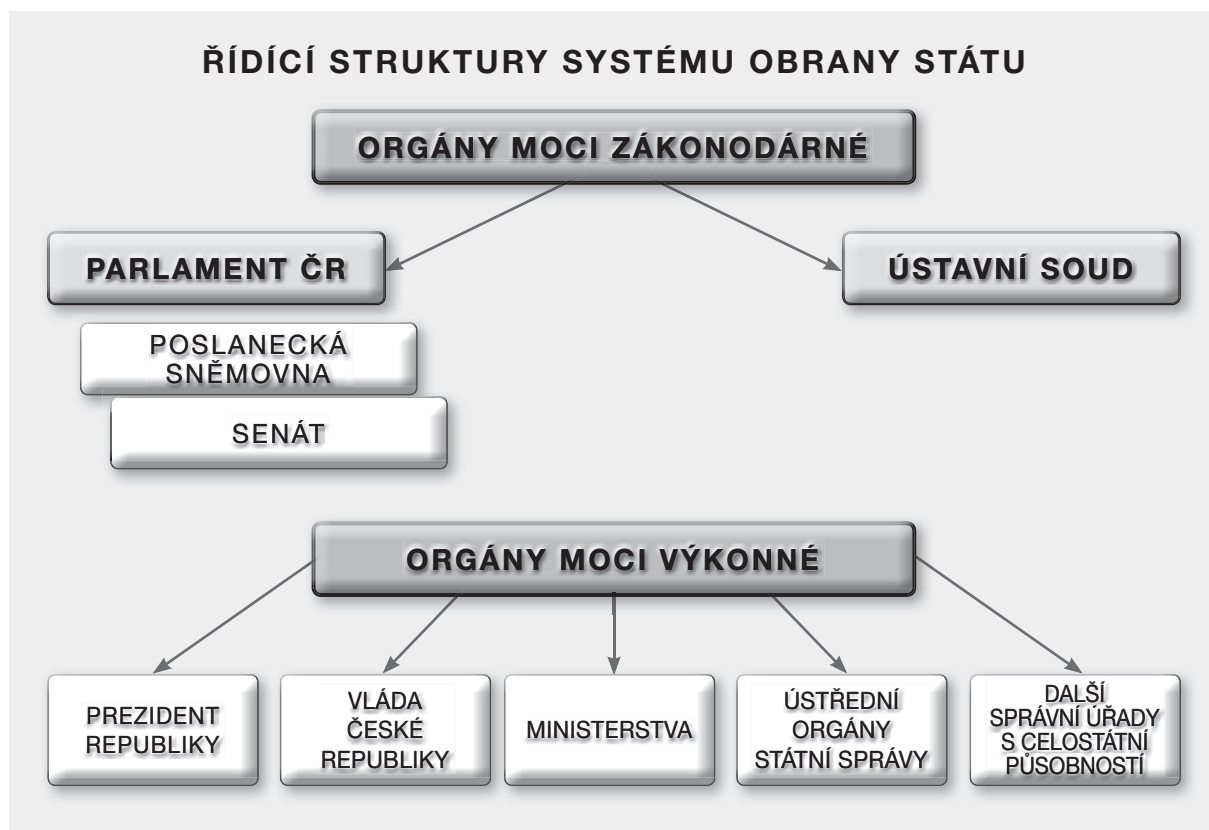 ŘÍDÍCÍ STRUKTURY SYSTÉMU OBRANY STÁTU
ORGÁNY MOCI ZÁKONODÁRNÉ
PARLAMENT ČR
ÚSTAVNÍ SOUD
POSLANECKÁ
SNĚMOVNA
SENÁT
ORGÁNY MOCI VÝKONNÉ
PREZIDENT
REPUBLIKY
VLÁDA
ČESKÉ
REPUBLIKY
MINISTERSTVA
ÚSTŘEDNÍ
ORGÁNY
STÁTNÍ SPRÁVY
DALŠÍ
SPRÁVNÍ ÚŘADY
S CELOSTÁTNÍ
PŮSOBNOSTÍ